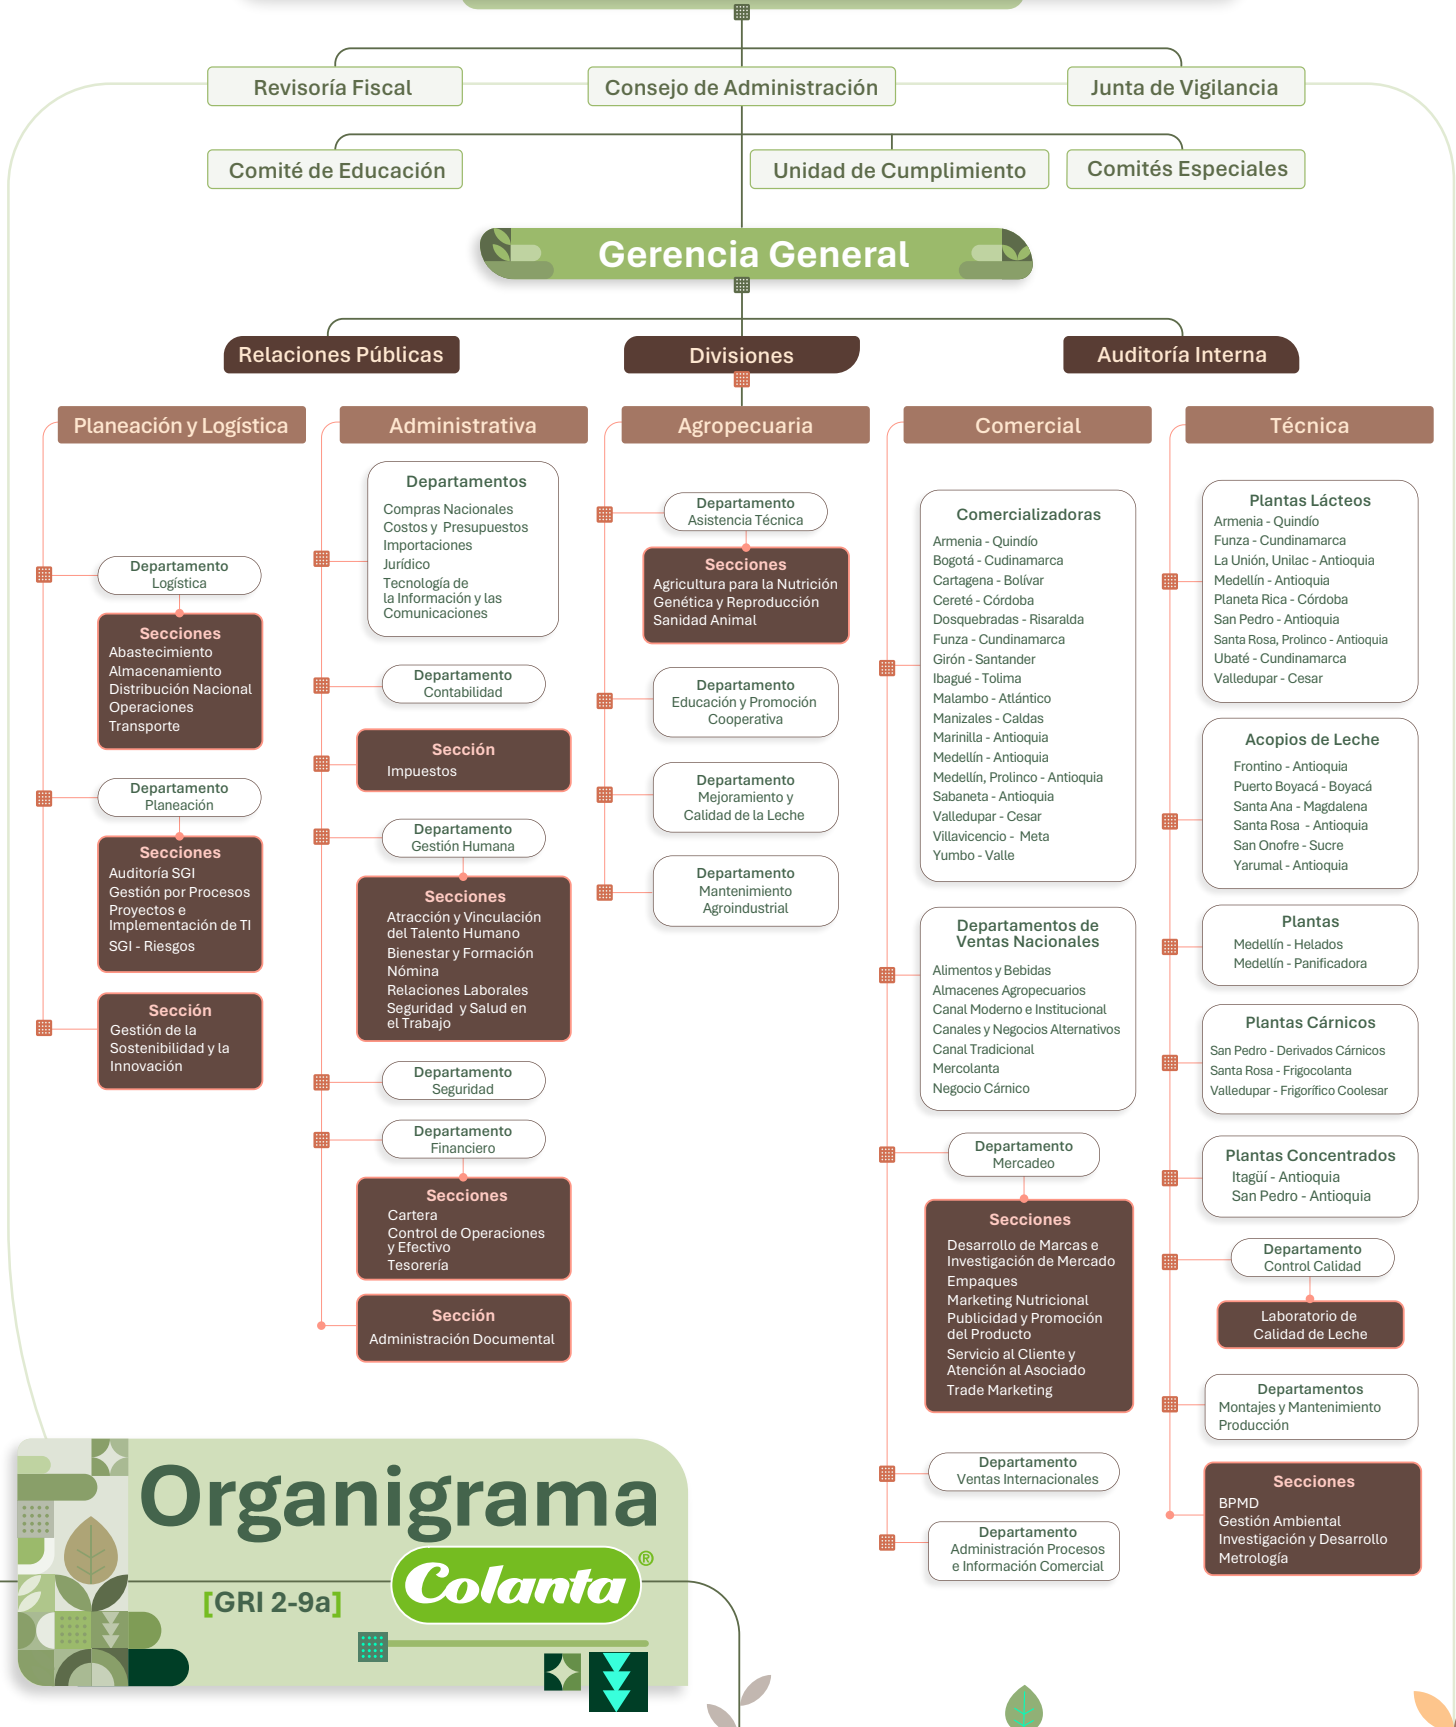 Revisoría Fiscal
Consejo de Administración
Junta de Vigilancia
Comité de Educación
Unidad de Cumplimiento
Comités Especiales
Gerencia General
Relaciones Públicas
Divisiones
Auditoría Interna
Planeación y Logística
Departamento
Logística
Secciones
Abastecimiento
Almacenamiento
Distribución Nacional
Operaciones
Transporte
Departamento
Planeación
Secciones
Auditoría SGI
Gestión por Procesos
Proyectos e
Implementación de TI
SGI - Riesgos
Sección
Gestión de la
Sostenibilidad y la
Innovación
Administrativa
Departamentos
Compras Nacionales
Costos y Presupuestos
Importaciones
Jurídico
Tecnología de
la Información y las
Comunicaciones
Departamento
Contabilidad
Sección
Impuestos
Departamento
Gestión Humana
Secciones
Atracción y Vinculación
del Talento Humano
Bienestar y Formación
Nómina
Relaciones Laborales
Seguridad y Salud en
el Trabajo
Departamento
Seguridad
Departamento
Financiero
Secciones
Cartera
Control de Operaciones
y Efectivo
Tesorería
Sección
Administración Documental
Agropecuaria
Departamento
Asistencia Técnica
Secciones
Agricultura para la Nutrición
Genética y Reproducción
Sanidad Animal
Departamento
Educación y Promoción
Cooperativa
Departamento
Mejoramiento y
Calidad de la Leche
Departamento
Mantenimiento
Agroindustrial
Comercial
Comercializadoras
Armenia - Quindío
Bogotá - Cudinamarca
Cartagena - Bolívar
Cereté - Córdoba
Dosquebradas - Risaralda
Funza - Cundinamarca
Girón - Santander
Ibagué - Tolima
Malambo - Atlántico
Manizales - Caldas
Marinilla - Antioquia
Medellín - Antioquia
Medellín, Prolinco - Antioquia
Sabaneta - Antioquia
Valledupar - Cesar
Villavicencio - Meta
Yumbo - Valle
Departamentos de
Ventas Nacionales
Alimentos y Bebidas
Almacenes Agropecuarios
Canal Moderno e Institucional
Canales y Negocios Alternativos
Canal Tradicional
Mercolanta
Negocio Cárnico
Departamento
Mercadeo
Secciones
Desarrollo de Marcas e
Investigación de Mercado
Empaques
Marketing Nutricional
Publicidad y Promoción
del Producto
Servicio al Cliente y
Atención al Asociado
Trade Marketing
Departamento
Ventas Internacionales
Departamento
Administración Procesos
e Información Comercial
Técnica
Plantas Lácteos
Armenia - Quindío
Funza - Cundinamarca
La Unión, Unilac - Antioquia
Medellín - Antioquia
Planeta Rica - Córdoba
San Pedro - Antioquia
Santa Rosa, Prolinco - Antioquia
Ubaté - Cundinamarca
Valledupar - Cesar
Acopios de Leche
Frontino - Antioquia
Puerto Boyacá - Boyacá
Santa Ana - Magdalena
Santa Rosa - Antioquia
San Onofre - Sucre
Yarumal - Antioquia
Plantas
Medellín - Helados
Medellín - Panificadora
Plantas Cárnicos
San Pedro - Derivados Cárnicos
Santa Rosa - Frigocolanta
Valledupar - Frigorífico Coolesar
Plantas Concentrados
Itagüí - Antioquia
San Pedro - Antioquia
Departamento
Control Calidad
Laboratorio de
Calidad de Leche
Departamentos
Montajes y Mantenimiento
Producción
Secciones
BPMD
Gestión Ambiental
Investigación y Desarrollo
Metrología
Organigrama
Colanta®
[GRI 2-9a]